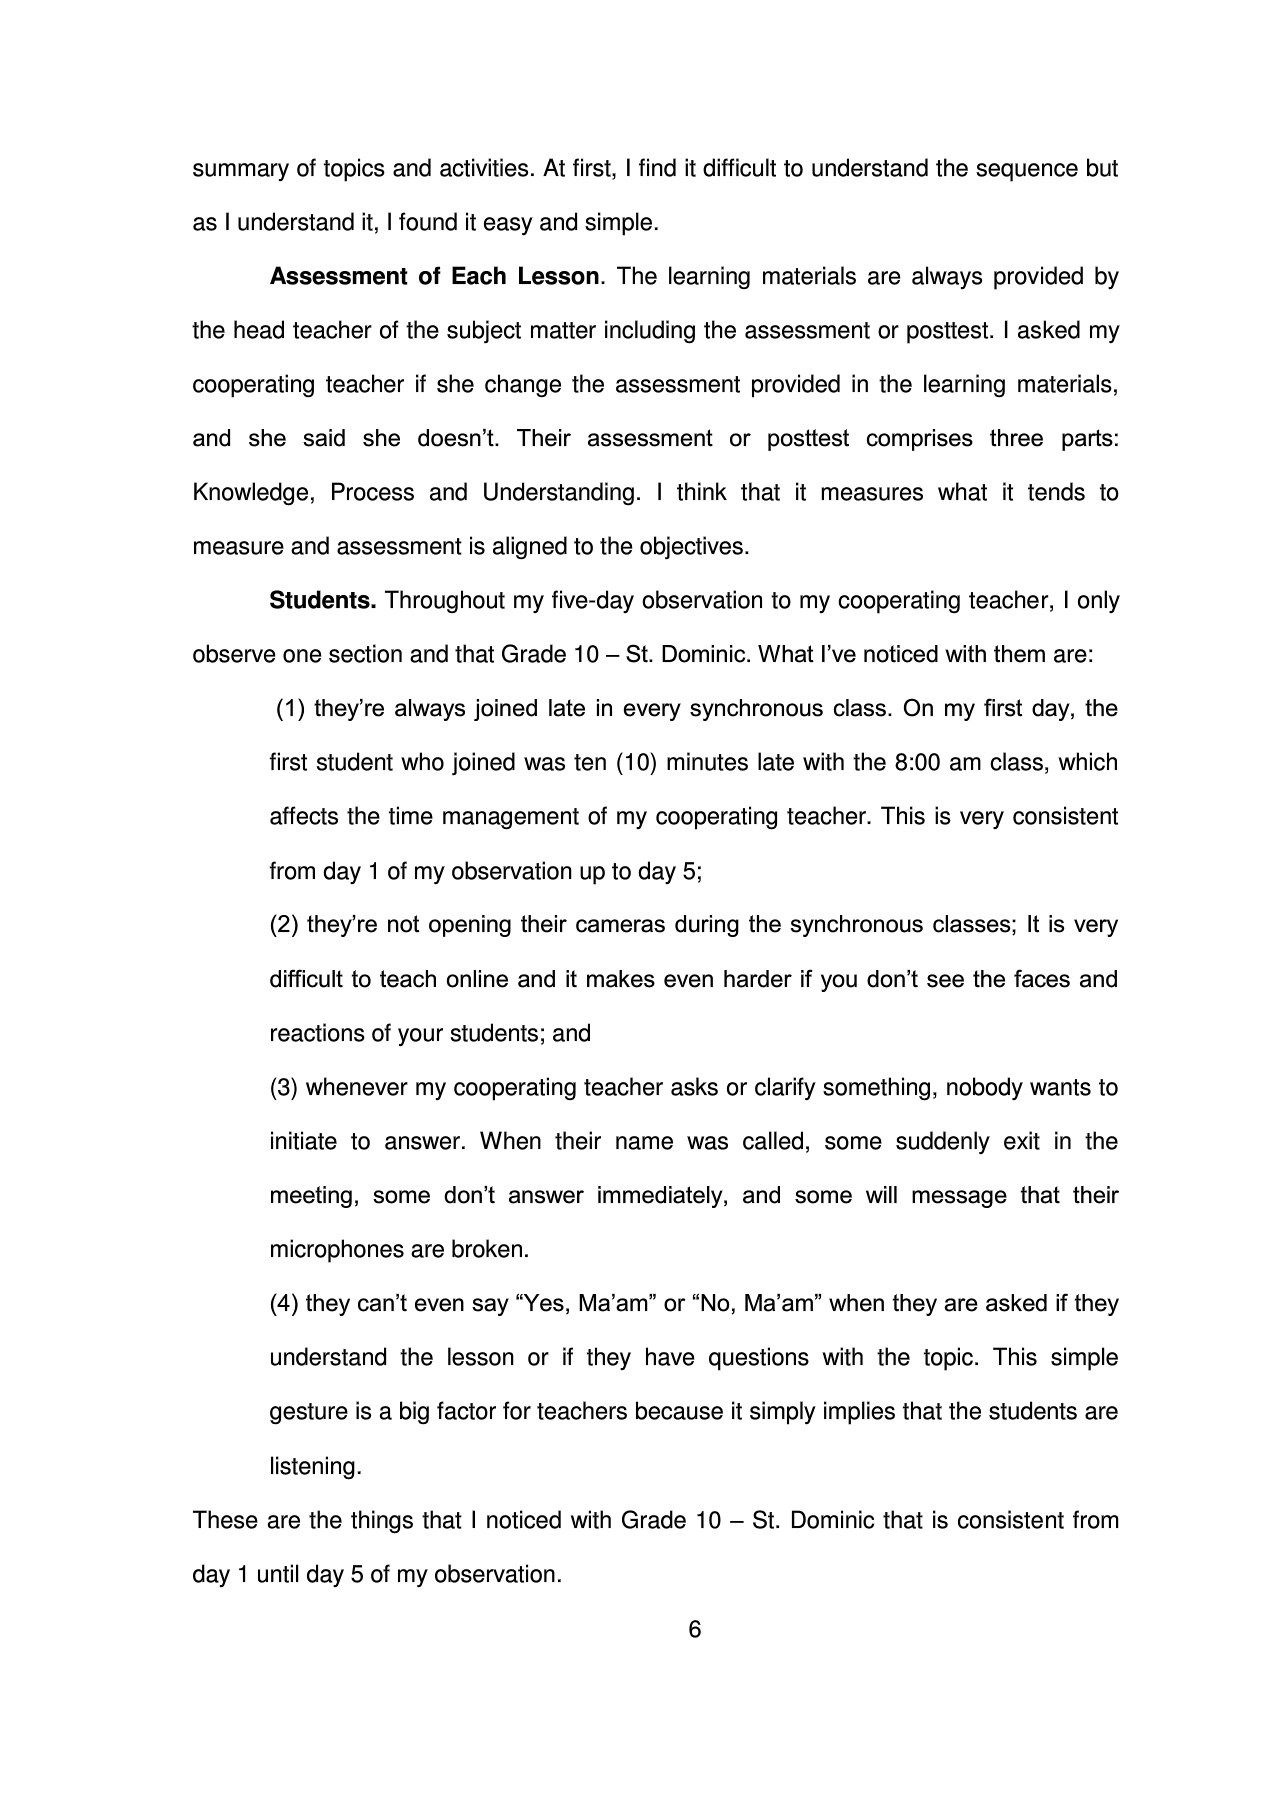 summary of topics and activities. At first, I find it difficult to understand the sequence but
as I understand it, I found it easy and simple.
Assessment of Each Lesson. The learning materials are always provided by
the head teacher of the subject matter including the assessment or posttest. I asked my
cooperating teacher if she change the assessment provided in the learning materials,
and she said she doesn’t. Their assessment or posttest comprises three parts:
Knowledge, Process and Understanding. I think that it measures what it tends to
measure and assessment is aligned to the objectives.
Students. Throughout my five-day observation to my cooperating teacher, I only
observe one section and that Grade 10 – St. Dominic. What I’ve noticed with them are:
(1) they’re always joined late in every synchronous class. On my first day, the
first student who joined was ten (10) minutes late with the 8:00 am class, which
affects the time management of my cooperating teacher. This is very consistent
from day 1 of my observation up to day 5;
(2) they’re not opening their cameras during the synchronous classes; It is very
difficult to teach online and it makes even harder if you don’t see the faces and
reactions of your students; and
(3) whenever my cooperating teacher asks or clarify something, nobody wants to
initiate to answer. When their name was called, some suddenly exit in the
meeting, some don’t answer immediately, and some will message that their
microphones are broken.
(4) they can’t even say “Yes, Ma’am” or “No, Ma’am” when they are asked if they
understand the lesson or if they have questions with the topic. This simple
gesture is a big factor for teachers because it simply implies that the students are
listening.
These are the things that I noticed with Grade 10 – St. Dominic that is consistent from
day 1 until day 5 of my observation.
6